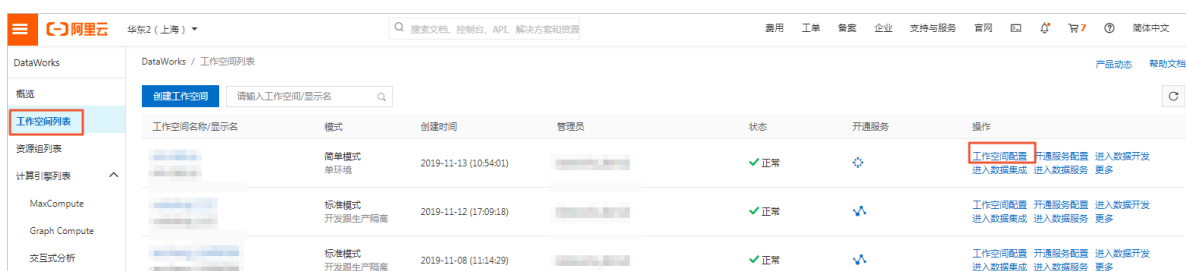 阿里云 华东2（上海） 搜索文档、控制台、API、解决方案和资源 费用 工单 备案 企业 支持与服务 官网 7 简体中文
DataWorks DataWorks / 工作空间列表 产品动态 帮助文档
概览 创建工作空间 请输入工作空间/显示名
工作空间列表 工作空间名称/显示名 模式 创建时间 管理员 状态 开通服务 操作
资源组列表
计算引擎列表
MaxCompute
Graph Compute
交互式分析
简单模式 2019-11-13 (10:54:01) 正常 工作空间配置 开通服务配置 进入数据开发
单环境 进入数据集成 进入数据服务 更多
标准模式 2019-11-12 (17:09:18) 正常 工作空间配置 开通服务配置 进入数据开发
开发跟生产隔离 进入数据集成 进入数据服务 更多
标准模式 2019-11-08 (11:14:29) 正常 工作空间配置 开通服务配置 进入数据开发
开发跟生产隔离 进入数据集成 进入数据服务 更多